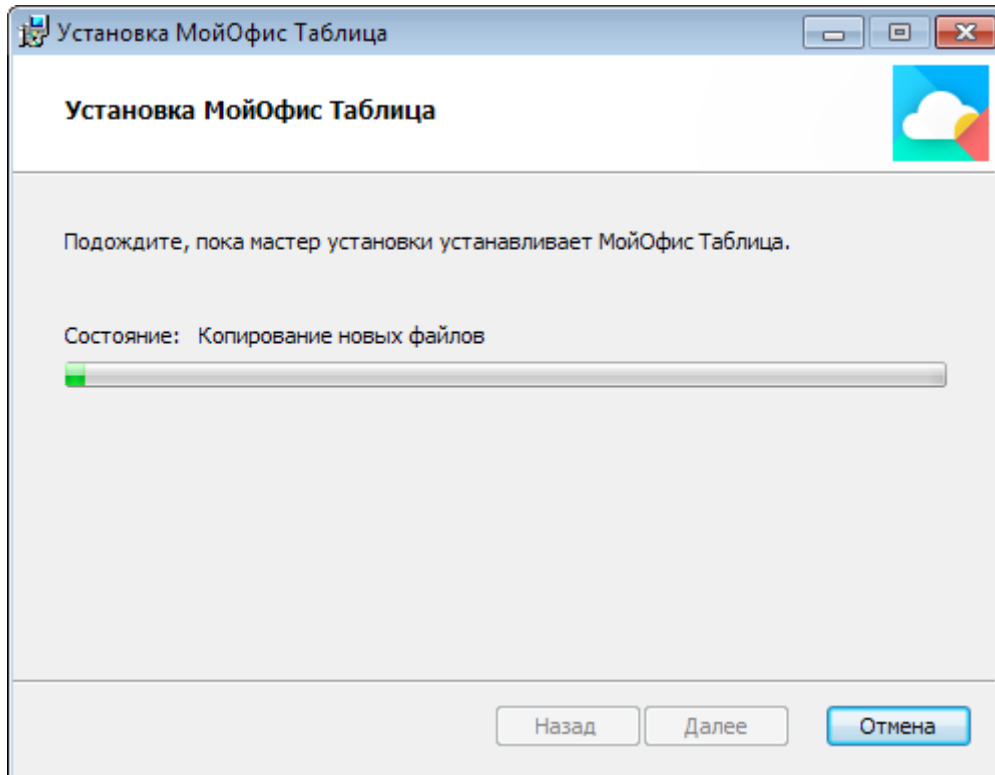 Установка МойОфис Таблица
Установка МойОфис Таблица
Подождите, пока мастер установки устанавливает МойОфис Таблица.
Состояние: Копирование новых файлов
Назад Далее Отмена